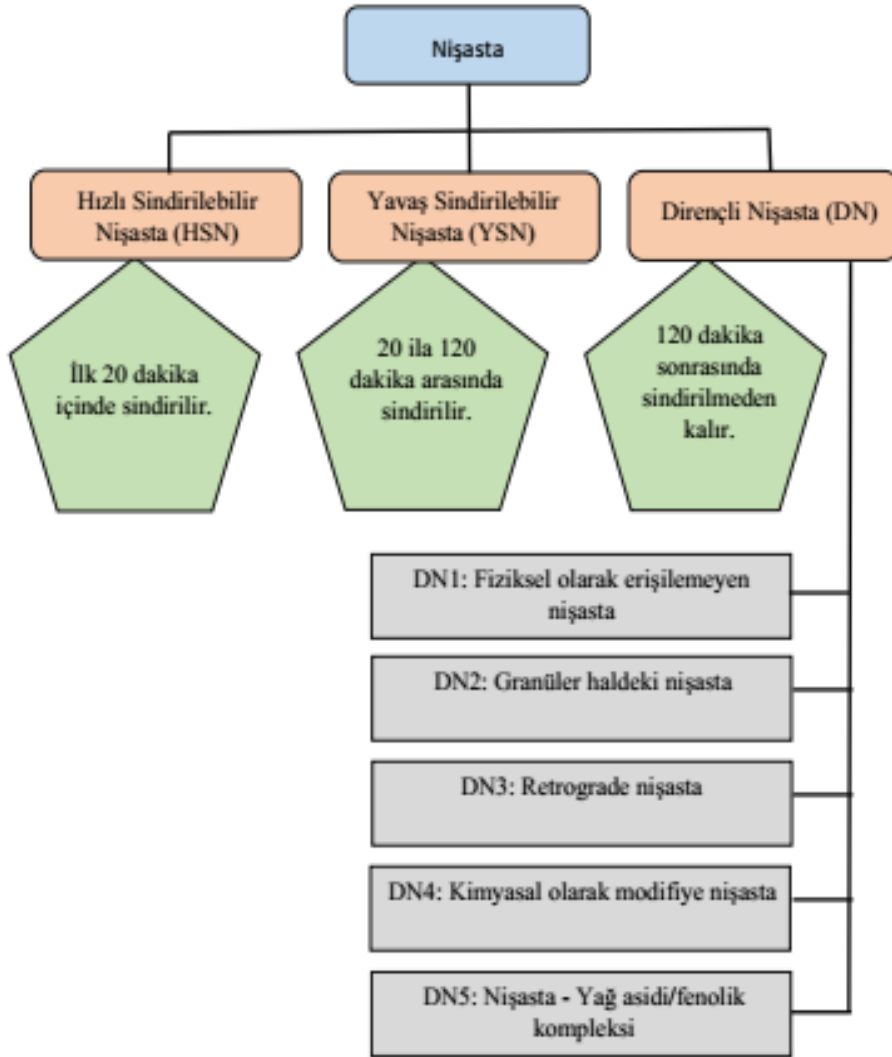 Nişasta
Hızlı Sindirilebilir
Nişasta (HSN)
Yavaş Sindirilebilir
Nişasta (YSN)
Dirençli Nişasta (DN)
İlk 20 dakika
içinde sindirilir.
20 ila 120
dakika arasında
sindirilir.
120 dakika
sonrasında
sindirilmeden
kalır.
DN1: Fiziksel olarak erişilemeyen
nişasta
DN2: Granüler haldeki nişasta
DN3: Retrograde nişasta
DN4: Kimyasal olarak modifiye nişasta
DN5: Nişasta - Yağ asidi/fenolik
kompleksi